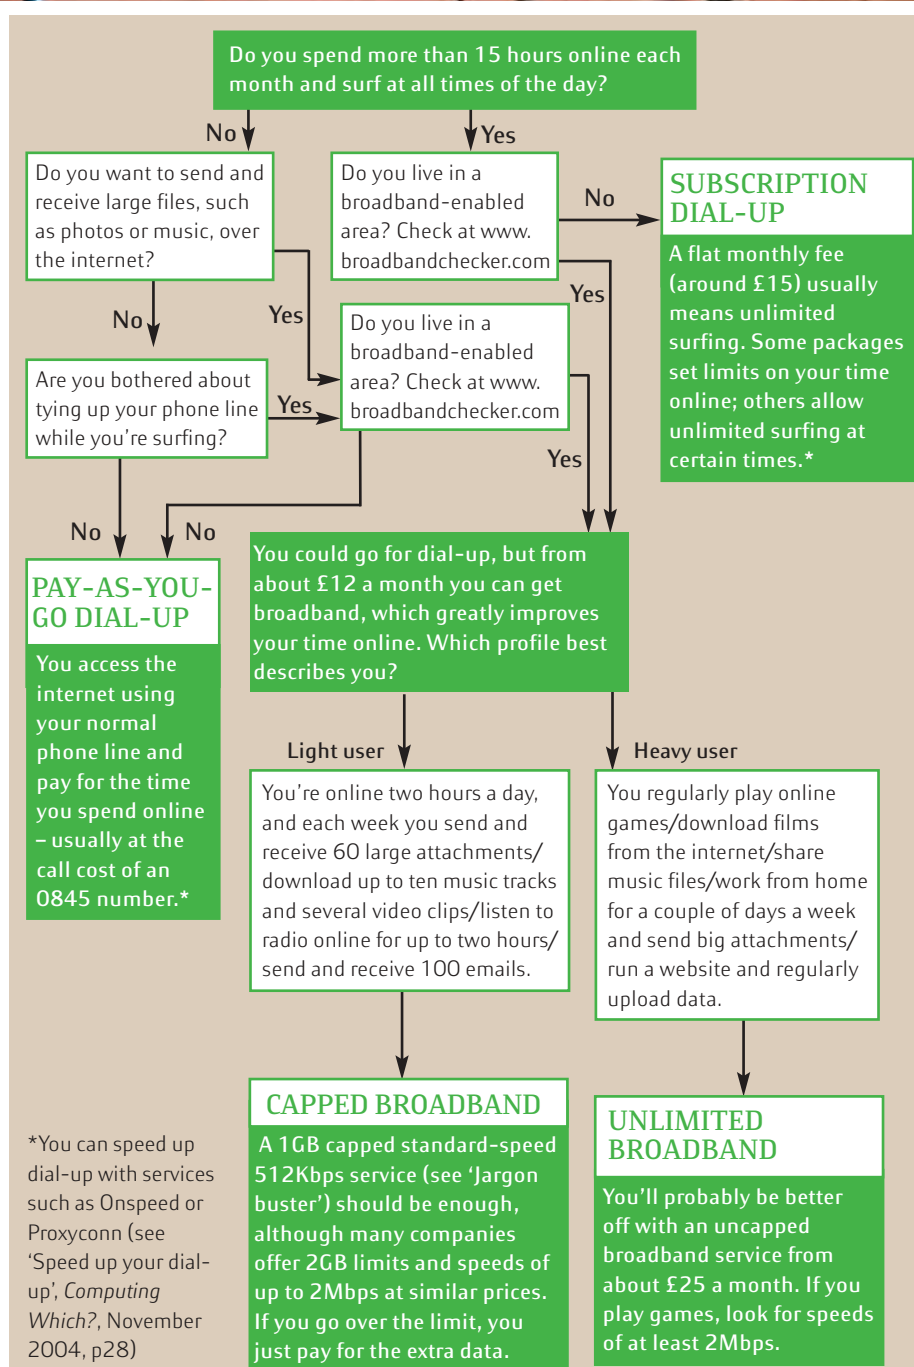 Do you spend more than 15 hours online each
month and surf at all times of the day?
No
Yes
Do you want to send and
receive large files, such
as photos or music, over
the internet?
Do you live in a
broadband-enabled
area? Check at www.
broadbandchecker.com
No
SUBSCRIPTION
DIAL-UP
A flat monthly fee
(around £15) usually
means unlimited
surfing. Some packages
set limits on your time
online; others allow
unlimited surfing at
certain times.*
No
Yes
Yes
Do you live in a
broadband-enabled
area? Check at www.
broadbandchecker.com
Are you bothered about
tying up your phone line
while you're surfing?
Yes
Yes
No
No
PAY-AS-YOU-
GO DIAL-UP
You access the
internet using
your normal
phone line and
pay for the time
you spend online
– usually at the
call cost of an
0845 number.*
You could go for dial-up, but from
about £12 a month you can get
broadband, which greatly improves
your time online. Which profile best
describes you?
Light user
Heavy user
You're online two hours a day,
and each week you send and
receive 60 large attachments/
download up to ten music tracks
and several video clips/listen to
radio online for up to two hours/
send and receive 100 emails.
You regularly play online
games/download films
from the internet/share
music files/work from home
for a couple of days a week
and send big attachments/
run a website and regularly
upload data.
CAPPED BROADBAND
A 1GB capped standard-speed
512Kbps service (see 'Jargon
buster') should be enough,
although many companies
offer 2GB limits and speeds of
up to 2Mbps at similar prices.
If you go over the limit, you
just pay for the extra data.
UNLIMITED
BROADBAND
You'll probably be better
off with an uncapped
broadband service from
about £25 a month. If you
play games, look for speeds
of at least 2Mbps.
*You can speed up
dial-up with services
such as Onspeed or
Proxyconn (see
'Speed up your dial-
up', Computing
Which?, November
2004, p28)